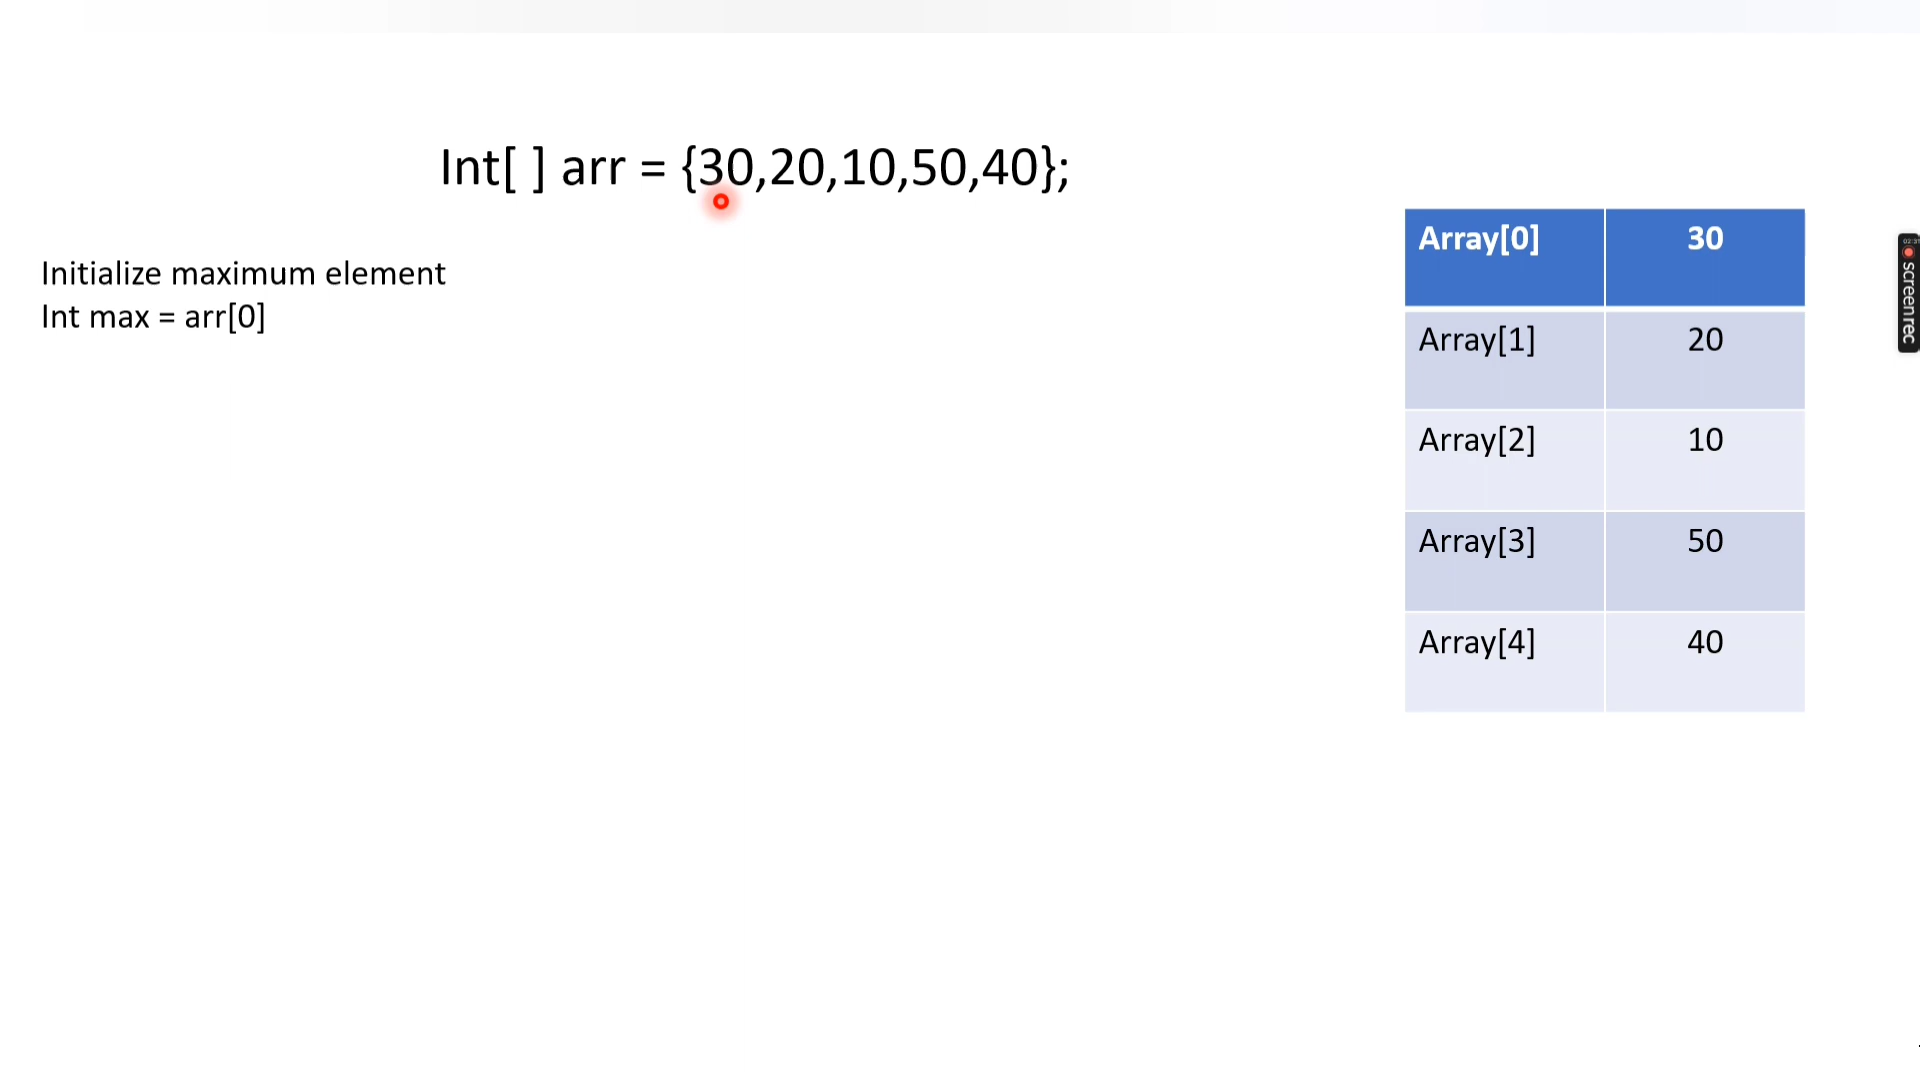 Int[ ] arr = {30,20,10,50,40};
Initialize maximum element
Int max = arr[0]
Array[0] 30
Array[1] 20
Array[2] 10
Array[3] 50
Array[4] 40
screenrec